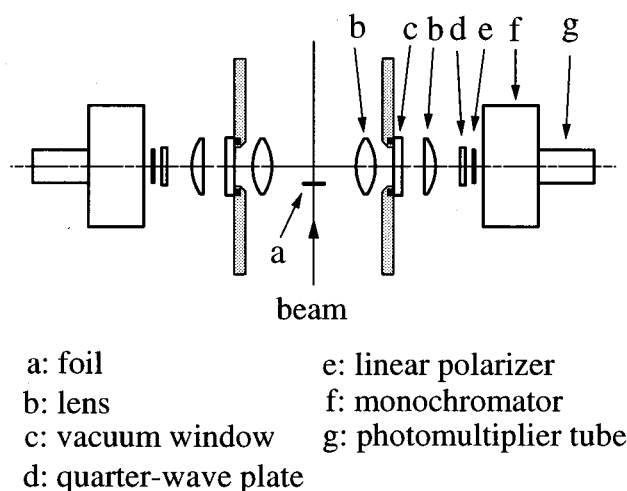 b c b d e f g
a
beam
a: foil
b: lens
c: vacuum window
d: quarter-wave plate
e: linear polarizer
f: monochromator
g: photomultiplier tube